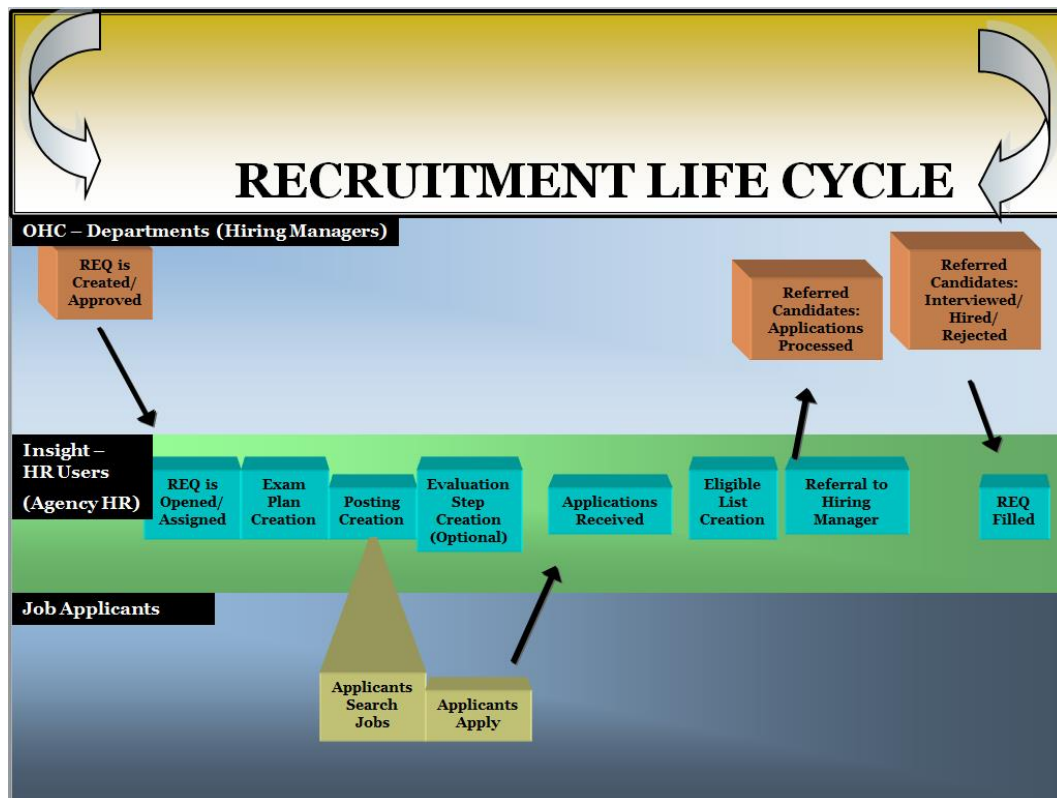 RECRUITMENT LIFE CYCLE
OHC – Departments (Hiring Managers)
REQ is
Created/
Approved
Referred
Candidates:
Applications
Processed
Referred
Candidates:
Interviewed/
Hired/
Rejected
Insight –
HR Users
(Agency HR)
REQ is
Opened/
Assigned
Exam
Plan
Creation
Posting
Creation
Evaluation
Step
Creation
(Optional)
Applications
Received
Eligible
List
Creation
Referral to
Hiring
Manager
REQ
Filled
Job Applicants
Applicants
Search
Jobs
Applicants
Apply